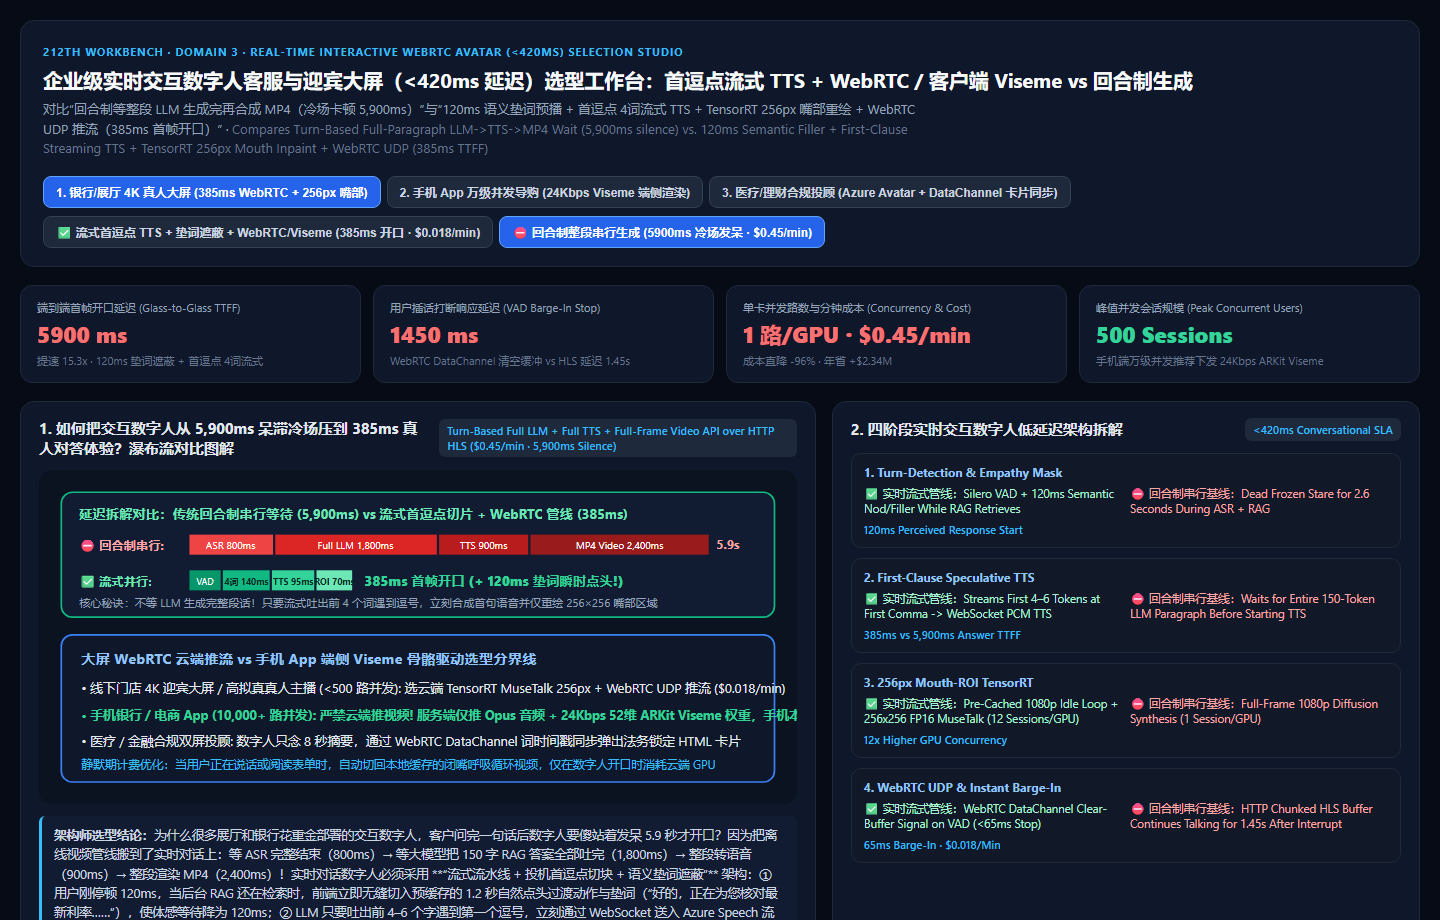 212TH WORKBENCH · DOMAIN 3 · REAL-TIME INTERACTIVE WEBRTC AVATAR (<420MS) SELECTION STUDIO
企业级实时交互数字人客服与迎宾大屏（<420ms 延迟）选型工作台：首逗点流式 TTS + WebRTC / 客户端 Viseme vs 回合制生成
对比“回合制等整段 LLM 生成完再合成 MP4（冷场卡顿 5,900ms）”与“120ms 语义垫词预播 + 首逗点 4词流式 TTS + TensorRT 256px 嘴部重绘 + WebRTC
UDP 推流（385ms 首帧开口）” · Compares Turn-Based Full-Paragraph LLM->TTS->MP4 Wait (5,900ms silence) vs. 120ms Semantic Filler + First-Clause
Streaming TTS + TensorRT 256px Mouth Inpaint + WebRTC UDP (385ms TTFF)
1. 银行/展厅 4K 真人大屏 (385ms WebRTC + 256px 嘴部)
2. 手机 App 万级并发导购 (24Kbps Viseme 端侧渲染)
3. 医疗/理财合规投顾 (Azure Avatar + DataChannel 卡片同步)
✅ 流式首逗点 TTS + 垫词遮蔽 + WebRTC/Viseme (385ms 开口 · $0.018/min)
⛔ 回合制整段串行生成 (5900ms 冷场发呆 · $0.45/min)
端到端首帧开口延迟 (Glass-to-Glass TTFF)
5900 ms
提速 15.3x · 120ms 垫词遮蔽 + 首逗点 4词流式
用户插话打断响应延迟 (VAD Barge-In Stop)
1450 ms
WebRTC DataChannel 清空缓冲 vs HLS 延迟 1.45s
单卡并发路数与分钟成本 (Concurrency & Cost)
1 路/GPU · $0.45/min
成本直降 -96% · 年省 +$2.34M
峰值并发会话规模 (Peak Concurrent Users)
500 Sessions
手机端万级并发推荐下发 24Kbps ARKit Viseme
1. 如何把交互数字人从 5,900ms 呆滞冷场压到 385ms 真
人对答体验？瀑布流对比图解
Turn-Based Full LLM + Full TTS + Full-Frame Video API over HTTP
HLS ($0.45/min · 5,900ms Silence)
延迟拆解对比：传统回合制串行等待 (5,900ms) vs 流式首逗点切片 + WebRTC 管线 (385ms)
⛔ 回合制串行:
ASR 800ms
Full LLM 1,800ms
TTS 900ms
MP4 Video 2,400ms
5.9s
✅ 流式并行:
VAD
4词 140ms
TTS 95ms
ROI 70ms
385ms 首帧开口 (+ 120ms 垫词瞬时点头!)
核心秘诀：不等 LLM 生成完整段话！只要流式吐出前 4 个词遇到逗号，立刻合成首句语音并仅重绘 256×256 嘴部区域
大屏 WebRTC 云端推流 vs 手机 App 端侧 Viseme 骨骼驱动选型分界线
• 线下门店 4K 迎宾大屏 / 高拟真真人主播 (<500 路并发): 选云端 TensorRT MuseTalk 256px + WebRTC UDP 推流 ($0.018/min)
• 手机银行 / 电商 App (10,000+ 路并发): 严禁云端推视频! 服务端仅推 Opus 音频 + 24Kbps 52维 ARKit Viseme 权重，手机本
• 医疗 / 金融合规双屏投顾: 数字人只念 8 秒摘要，通过 WebRTC DataChannel 词时间戳同步弹出法务锁定 HTML 卡片
静默期计费优化：当用户正在说话或阅读表单时，自动切回本地缓存的闭嘴呼吸循环视频，仅在数字人开口时消耗云端 GPU
架构师选型结论：为什么很多展厅和银行花重金部署的交互数字人，客户问完一句话后数字人要傻站着发呆 5.9 秒才开口？因为把离
线视频管线搬到了实时对话上：等 ASR 完整结束（800ms）→ 等大模型把 150 字 RAG 答案全部吐完（1,800ms）→ 整段转语音
（900ms）→ 整段渲染 MP4（2,400ms）！实时对话数字人必须采用 **“流式流水线 + 投机首逗点切块 + 语义垫词遮蔽”** 架构：①
用户刚停顿 120ms，当后台 RAG 还在检索时，前端立即无缝切入预缓存的 1.2 秒自然点头过渡动作与垫词（“好的，正在为您核对最
新利率……”），使体感等待降为 120ms；② LLM 只要吐出前 4–6 个字遇到第一个逗号，立刻通过 WebSocket 送入 Azure Speech 流
2. 四阶段实时交互数字人低延迟架构拆解
<420ms Conversational SLA
1. Turn-Detection & Empathy Mask
✅ 实时流式管线：Silero VAD + 120ms Semantic
Nod/Filler While RAG Retrieves
⛔ 回合制串行基线：Dead Frozen Stare for 2.6
Seconds During ASR + RAG
120ms Perceived Response Start
2. First-Clause Speculative TTS
✅ 实时流式管线：Streams First 4–6 Tokens at
First Comma -> WebSocket PCM TTS
⛔ 回合制串行基线：Waits for Entire 150-Token
LLM Paragraph Before Starting TTS
385ms vs 5,900ms Answer TTFF
3. 256px Mouth-ROI TensorRT
✅ 实时流式管线：Pre-Cached 1080p Idle Loop +
256x256 FP16 MuseTalk (12 Sessions/GPU)
⛔ 回合制串行基线：Full-Frame 1080p Diffusion
Synthesis (1 Session/GPU)
12x Higher GPU Concurrency
4. WebRTC UDP & Instant Barge-In
✅ 实时流式管线：WebRTC DataChannel Clear-
Buffer Signal on VAD (<65ms Stop)
⛔ 回合制串行基线：HTTP Chunked HLS Buffer
Continues Talking for 1.45s After Interrupt
65ms Barge-In · $0.018/Min